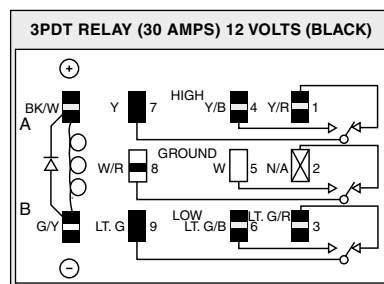 3PDT RELAY (30 AMPS) 12 VOLTS (BLACK)
+
HIGH
BK/W Y 7 Y/B 4 Y/R 1
A
GROUND
W/R 8 W 5 N/A 2
B
LOW
G/Y LT. G 9 LT. G/B 6 LT. G/R 3
−